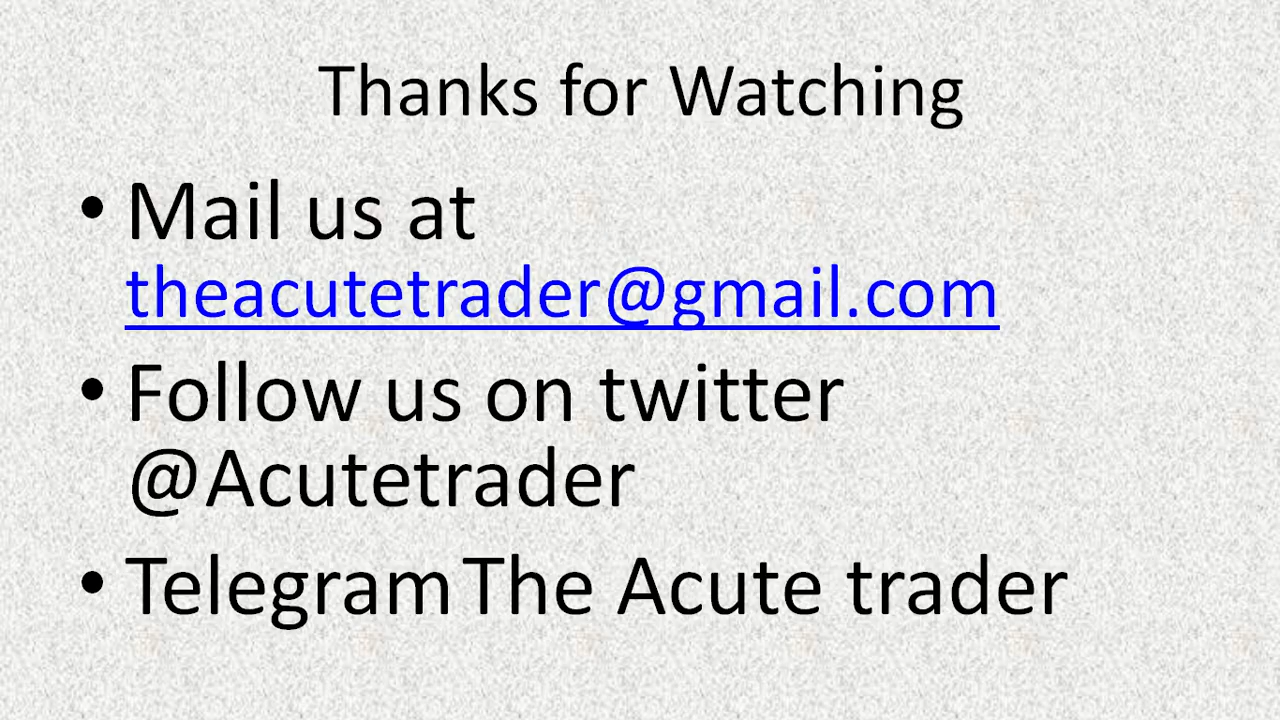 Thanks for Watching
• Mail us at
theacutetrader@gmail.com
• Follow us on twitter
@Acutetrader
• Telegram The Acute trader